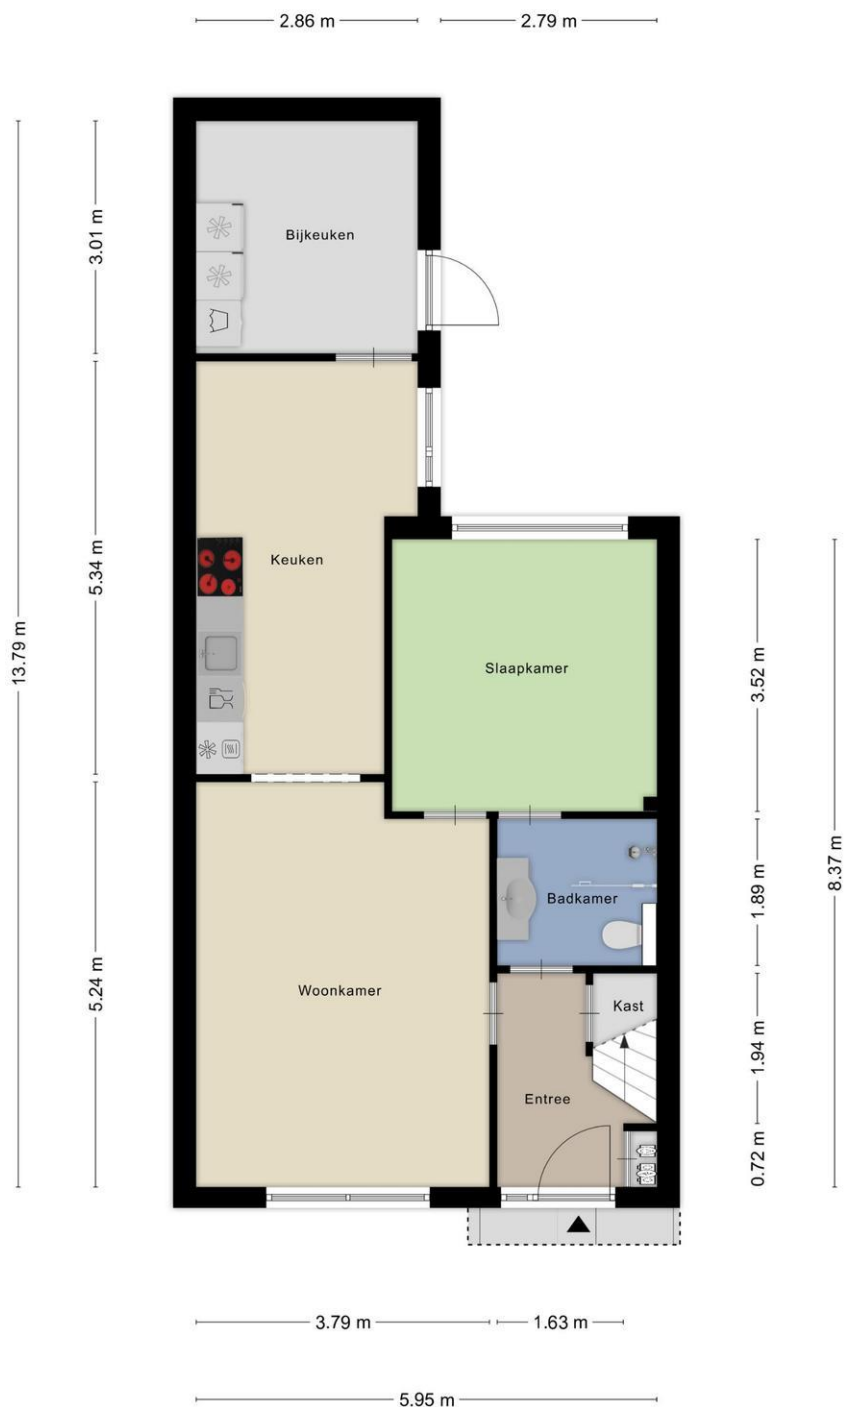 2.86 m
2.79 m
3.01 m
Bijkeuken
5.34 m
Keuken
13.79 m
3.52 m
Slaapkamer
8.37 m
1.89 m
Badkamer
5.24 m
Woonkamer
Kast
1.94 m
Entree
0.72 m
3.79 m
1.63 m
5.95 m